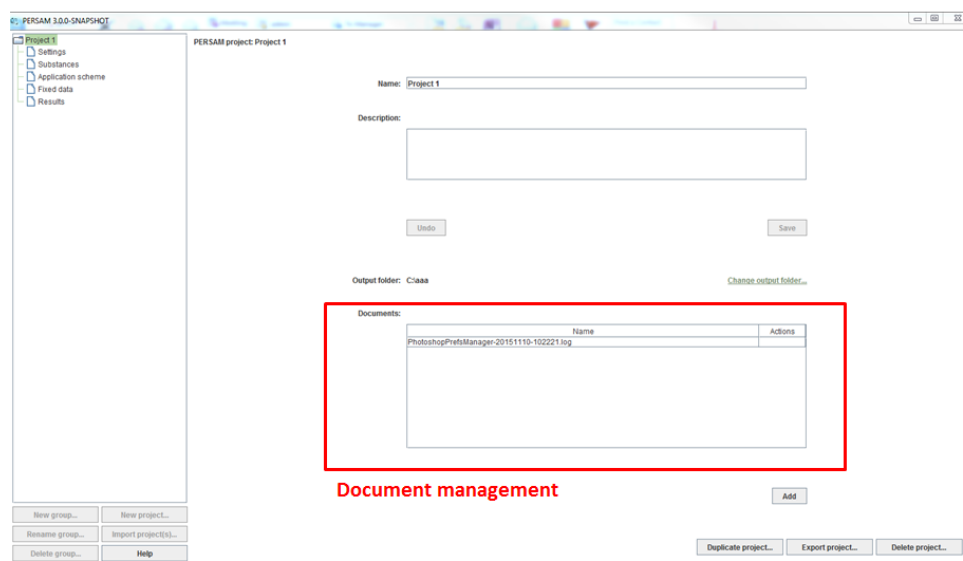 PERSAM 3.0.0-SNAPSHOT
Project 1
Settings
Substances
Application scheme
Fixed data
Results
PERSAM project: Project 1
Name: Project 1
Description:
Undo
Save
Output folder: C:\aaa
Change output folder...
Documents:
Name Actions
PhotoshopPrefsManager-20151110-102221.log
Document management
Add
New group... New project...
Rename group... Import project(s)...
Delete group... Help
Duplicate project... Export project... Delete project...